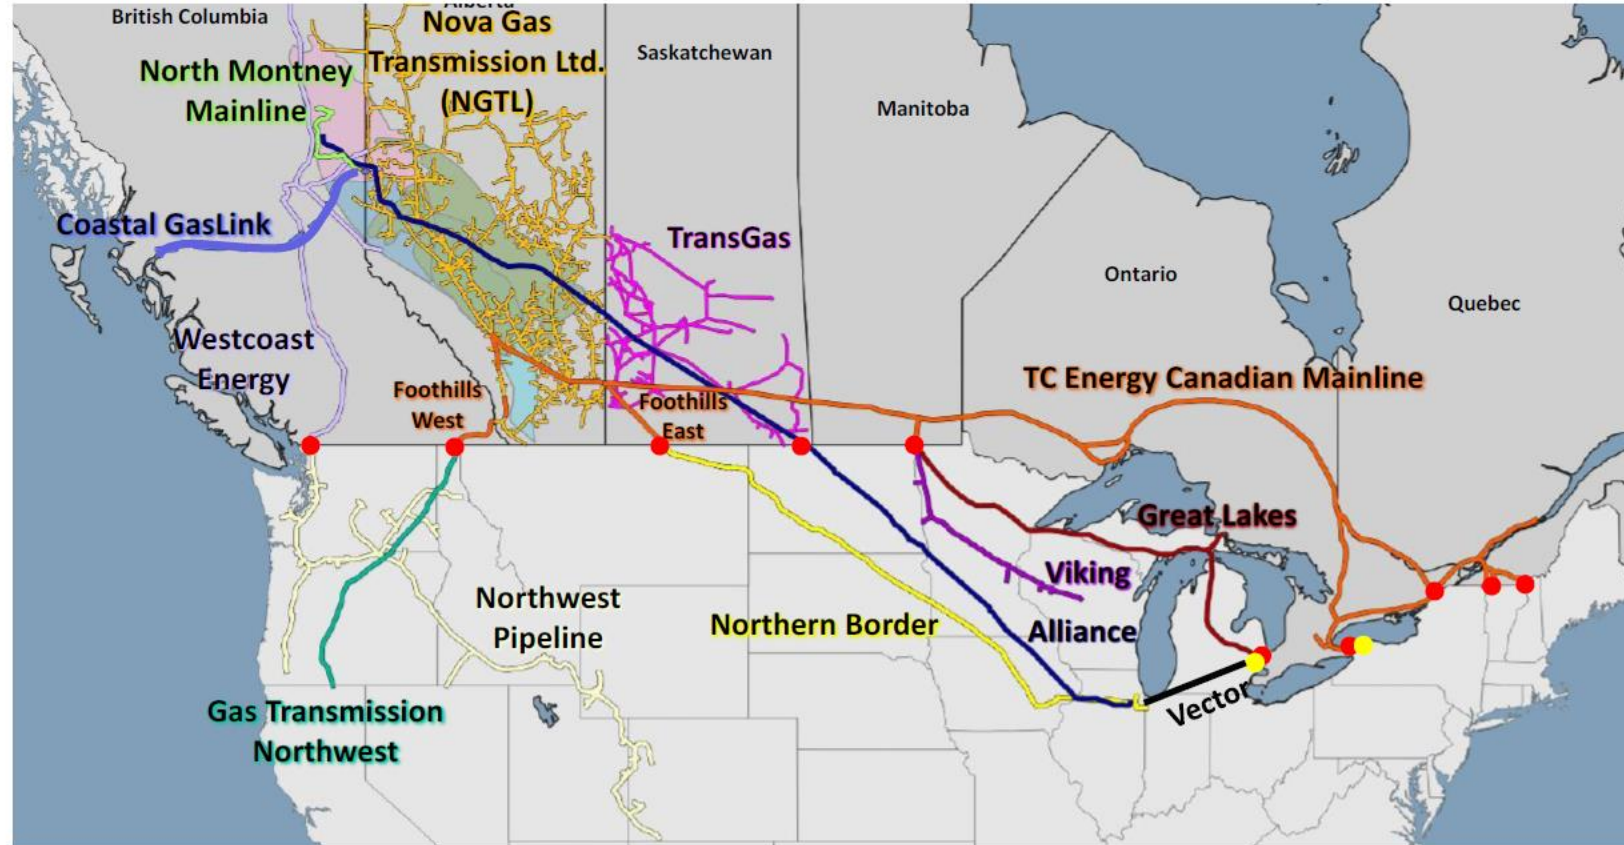 British Columbia
Alberta
Nova Gas
Transmission Ltd.
(NGTL)
Saskatchewan
North Montney
Mainline
Manitoba
Coastal GasLink
TransGas
Ontario
Quebec
Westcoast
Energy
Foothills
West
Foothills
East
TC Energy Canadian Mainline
Great Lakes
Viking
Northwest
Pipeline
Northern Border
Alliance
Vector
Gas Transmission
Northwest